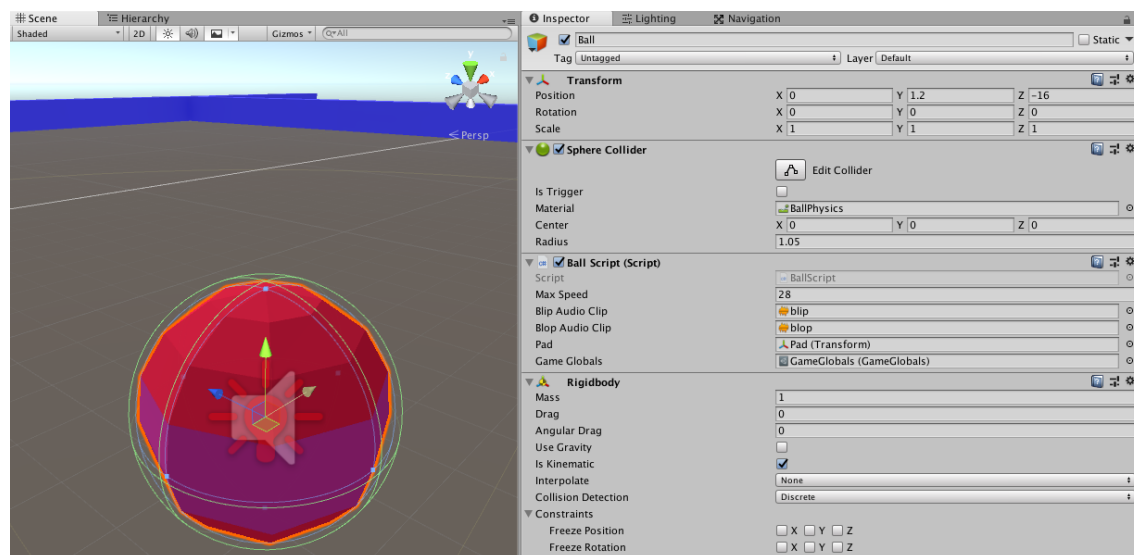 Scene Hierarchy
Shaded 2D Gizmos All
y
Persp
Inspector Lighting Navigation
Ball Static
Tag Untagged Layer Default
Transform
Position X 0 Y 1.2 Z -16
Rotation X 0 Y 0 Z 0
Scale X 1 Y 1 Z 1
Sphere Collider
Edit Collider
Is Trigger
Material BallPhysics
Center X 0 Y 0 Z 0
Radius 1.05
Ball Script (Script)
Script BallScript
Max Speed 28
Blip Audio Clip blip
Blop Audio Clip blop
Pad Pad (Transform)
Game Globals GameGlobals (GameGlobals)
Rigidbody
Mass 1
Drag 0
Angular Drag 0
Use Gravity
Is Kinematic
Interpolate None
Collision Detection Discrete
Constraints
Freeze Position X Y Z
Freeze Rotation X Y Z